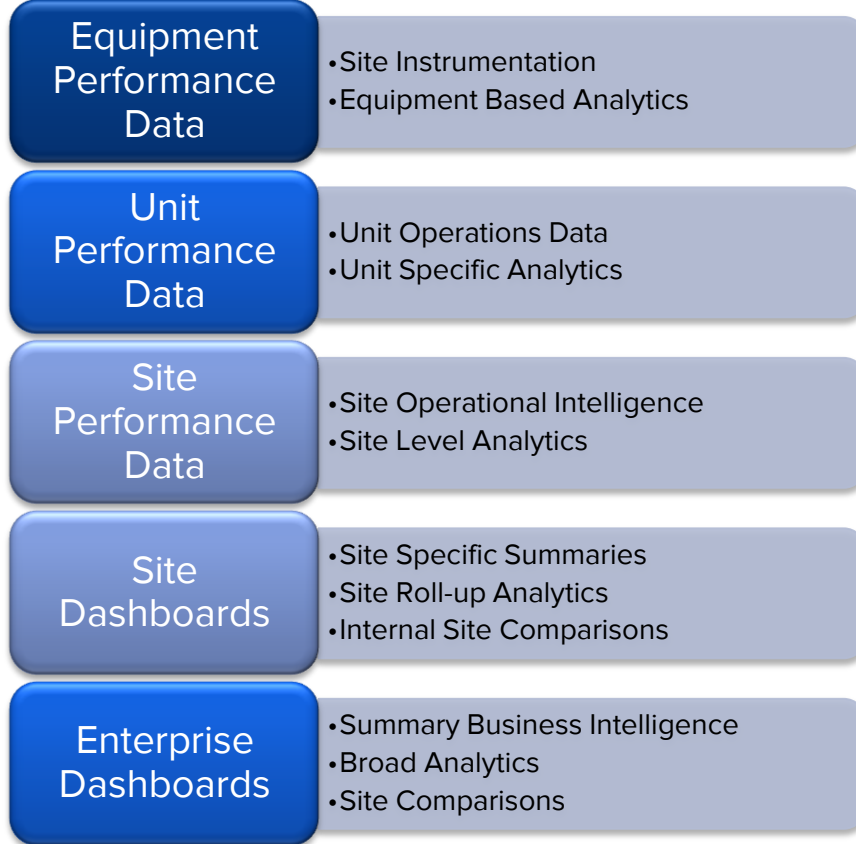 Equipment
Performance
Data
•Site Instrumentation
•Equipment Based Analytics
Unit
Performance
Data
•Unit Operations Data
•Unit Specific Analytics
Site
Performance
Data
•Site Operational Intelligence
•Site Level Analytics
Site
Dashboards
•Site Specific Summaries
•Site Roll-up Analytics
•Internal Site Comparisons
Enterprise
Dashboards
•Summary Business Intelligence
•Broad Analytics
•Site Comparisons